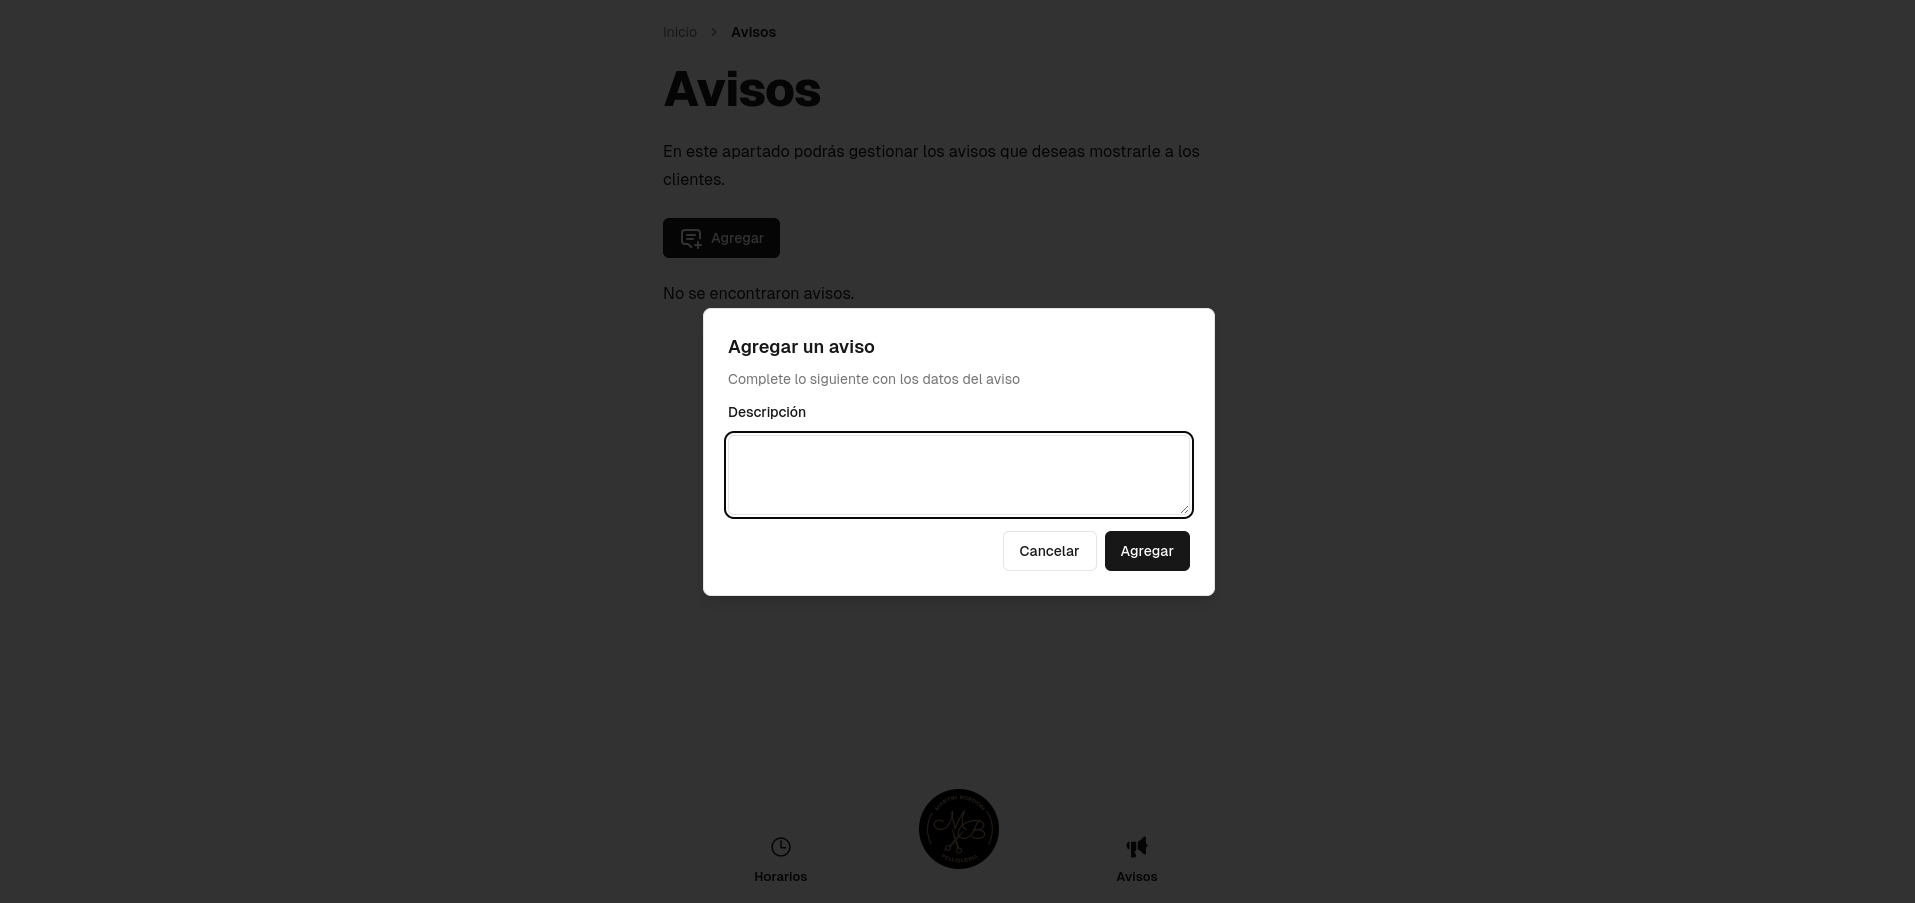 Inicio > Avisos
Avisos
En este apartado podrás gestionar los avisos que deseas mostrarle a los
clientes.
Agregar
No se encontraron avisos.
Agregar un aviso
Complete lo siguiente con los datos del aviso
Descripción
Cancelar Agregar
MB
Horarios
Avisos